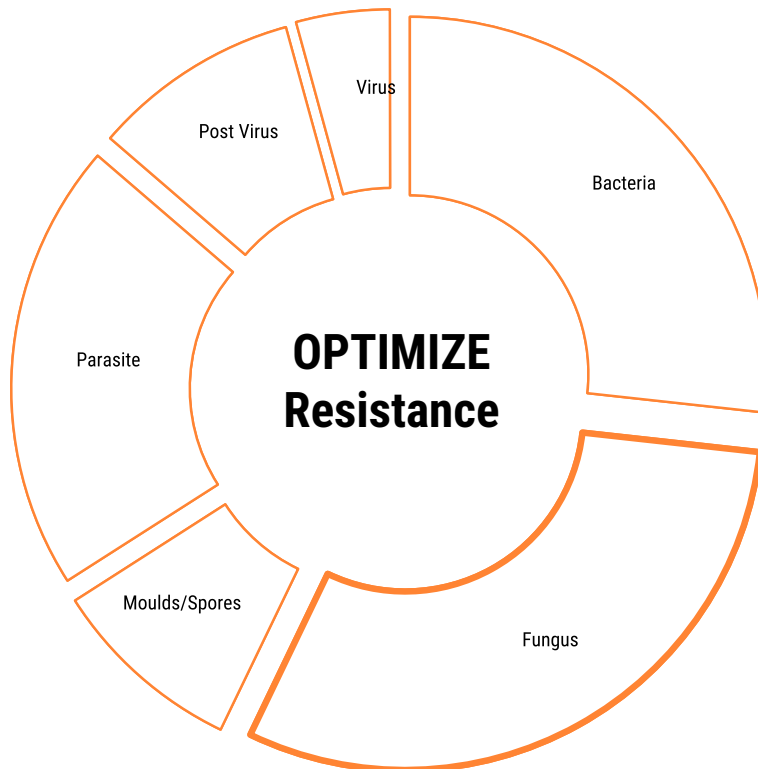 Virus
Post Virus
Bacteria
OPTIMIZE
Resistance
Parasite
Moulds/Spores
Fungus